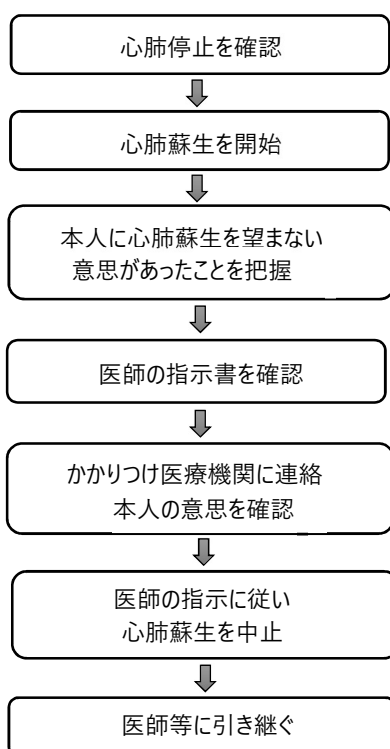 心肺停止を確認
心肺蘇生を開始
本人に心肺蘇生を望まない
意思があったことを把握
医師の指示書を確認
かかりつけ医療機関に連絡
本人の意思を確認
医師の指示に従い
心肺蘇生を中止
医師等に引き継ぐ